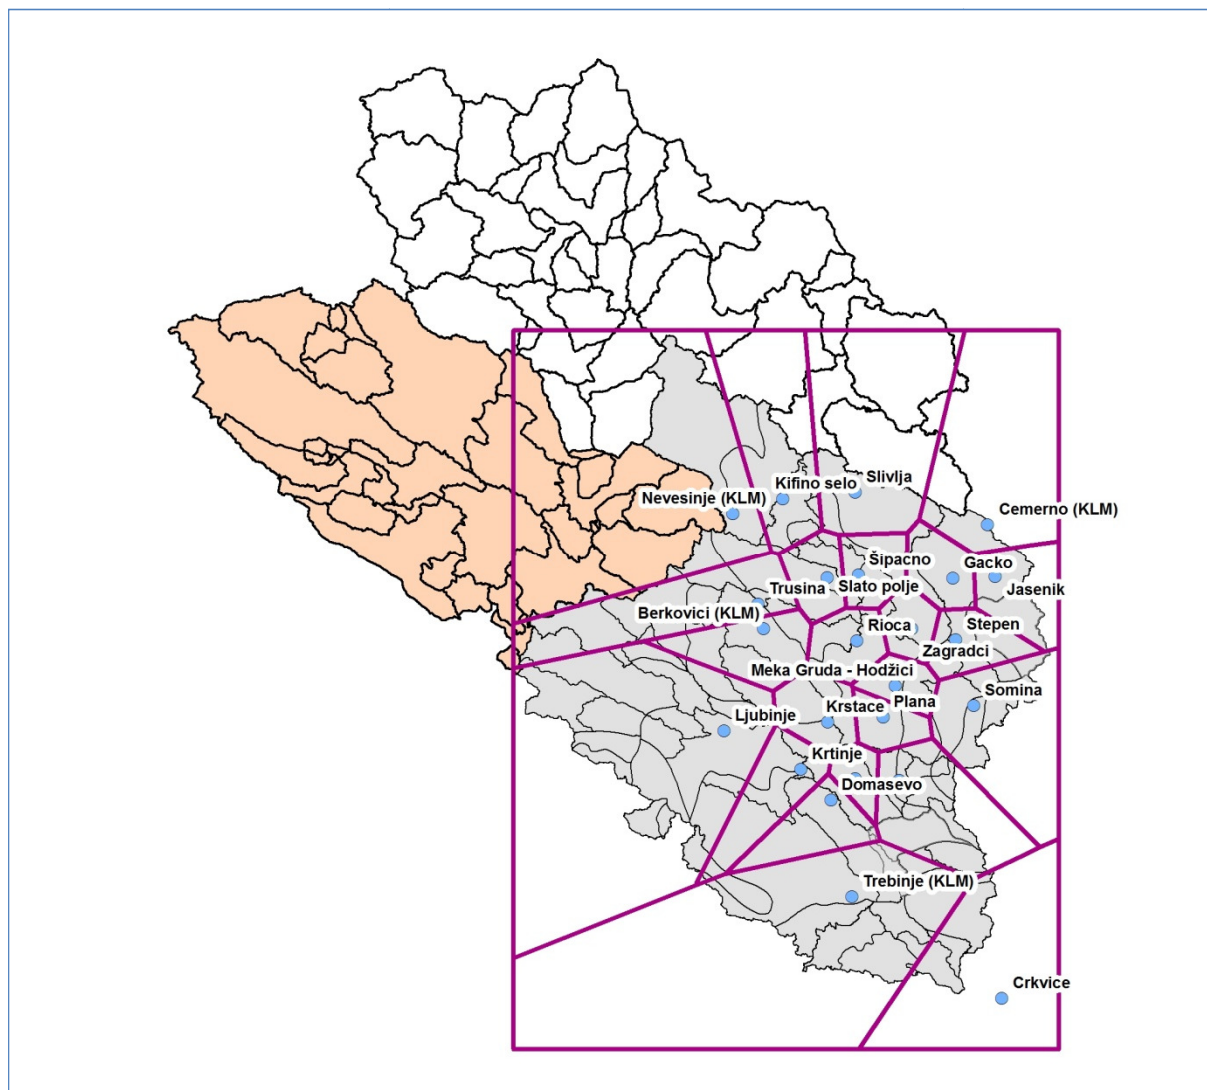 Slivlja
Kifino selo
Nevesinje (KLM)
Cemerno (KLM)
Šipacno
Gacko
Trusina
Slato polje
Jasenik
Berkovici (KLM)
Rioca
Stepen
Zagradci
Meka Gruda - Hodžici
Somina
Krstace
Plana
Ljubinje
Krtinje
Domasevo
Trebinje (KLM)
Crkvice